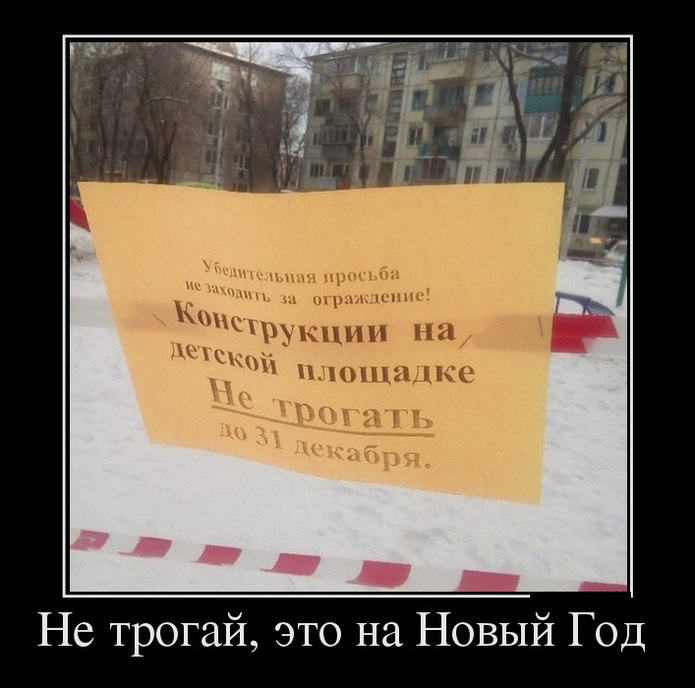 Убедительная просьба
не заходить за ограждение!
Конструкции на
детской площадке
Не трогать
до 31 декабря.
Не трогай, это на Новый Год